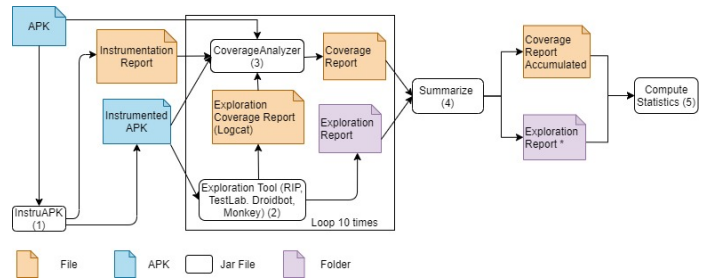 APK
Instrumentation
Report
CoverageAnalyzer
(3)
Coverage
Report
Coverage
Report
Accumulated
Instrumented
APK
Exploration
Coverage Report
(Logcat)
Exploration
Report
Summarize
(4)
Compute
Statistics (5)
Exploration
Report *
InstruAPK
(1)
Exploration Tool (RIP,
TestLab. Droidbot,
Monkey) (2)
Loop 10 times
File
APK
Jar File
Folder